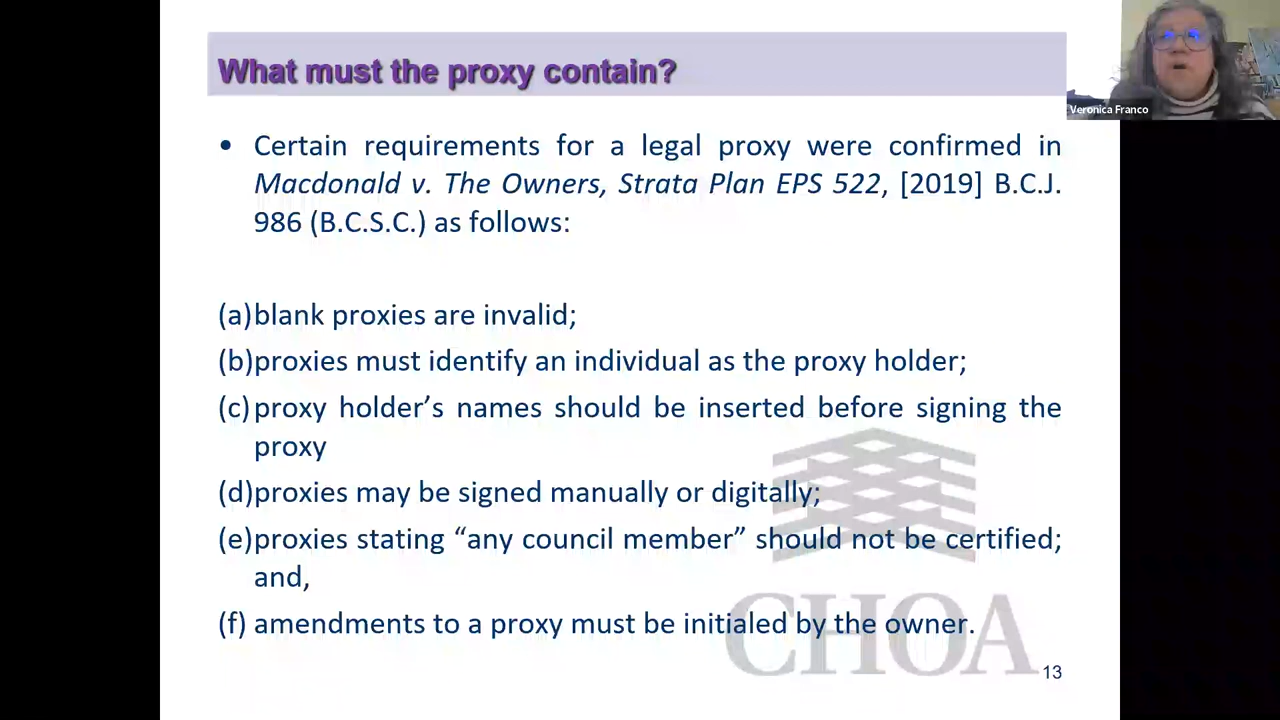 What must the proxy contain?
Veronica Franco
• Certain requirements for a legal proxy were confirmed in
Macdonald v. The Owners, Strata Plan EPS 522, [2019] B.C.J.
986 (B.C.S.C.) as follows:
(a) blank proxies are invalid;
(b) proxies must identify an individual as the proxy holder;
(c) proxy holder’s names should be inserted before signing the
proxy
(d) proxies may be signed manually or digitally;
(e) proxies stating “any council member” should not be certified;
and,
(f) amendments to a proxy must be initialed by the owner.
CHOA
13